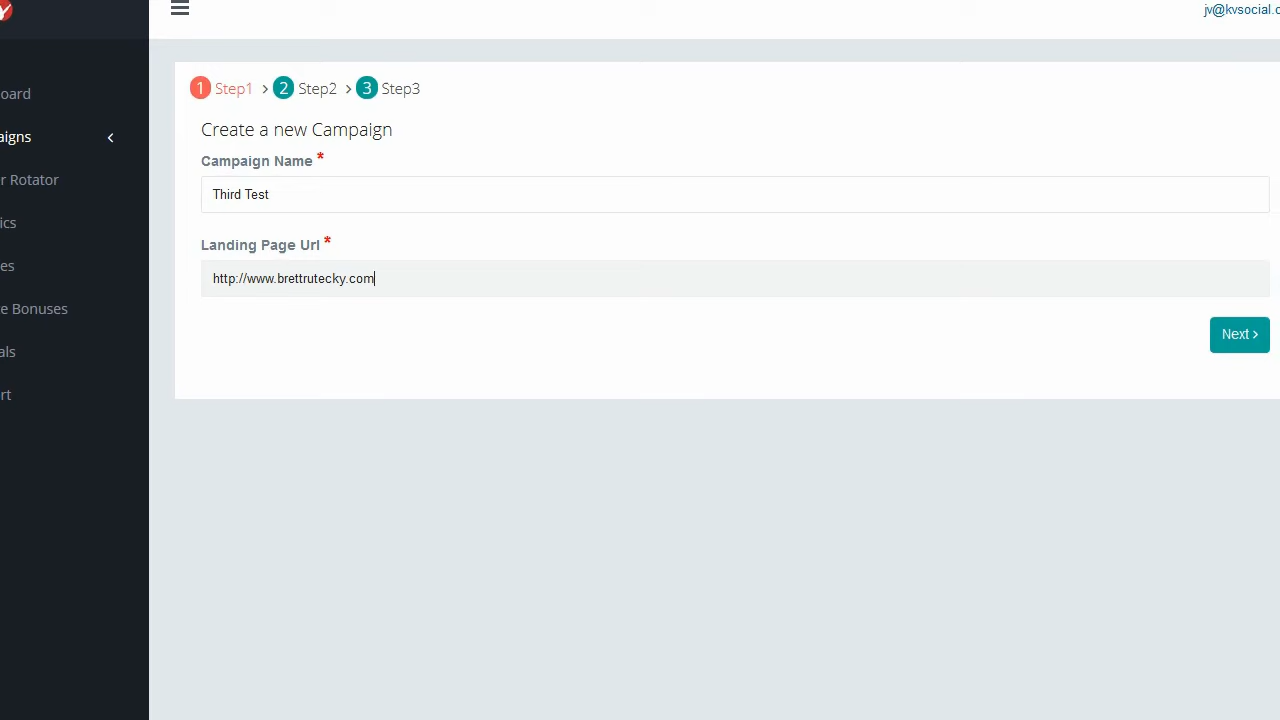 jv@kvsocial.c
1 Step1 > 2 Step2 > 3 Step3
Create a new Campaign
Campaign Name *
Third Test
Landing Page Url *
http://www.brettrutecky.com
Next >
oard
aigns
r Rotator
ics
es
e Bonuses
als
rt